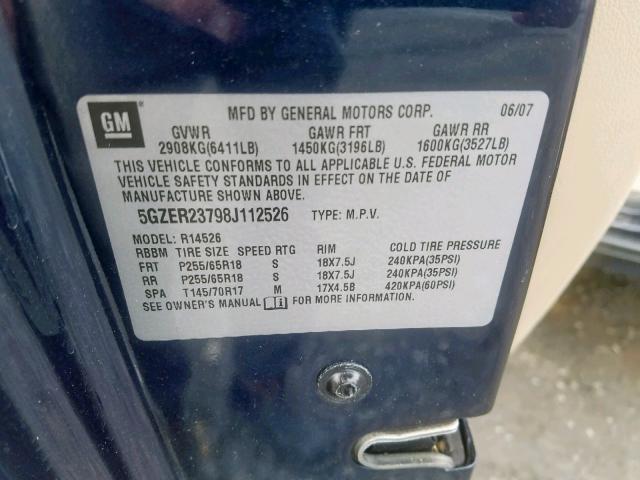 GM
MFD BY GENERAL MOTORS CORP. 06/07
GVWR GAWR FRT GAWR RR
2908KG(6411LB) 1450KG(3196LB) 1600KG(3527LB)
THIS VEHICLE CONFORMS TO ALL APPLICABLE U.S. FEDERAL MOTOR
VEHICLE SAFETY STANDARDS IN EFFECT ON THE DATE OF
MANUFACTURE SHOWN ABOVE.
5GZER23798J112526 TYPE: M.P.V.
MODEL: R14526
RBBM TIRE SIZE SPEED RTG RIM COLD TIRE PRESSURE
FRT P255/65R18 S 18X7.5J 240KPA(35PSI)
RR P255/65R18 S 18X7.5J 240KPA(35PSI)
SPA T145/70R17 M 17X4.5B 420KPA(60PSI)
SEE OWNER'S MANUAL FOR MORE INFORMATION.